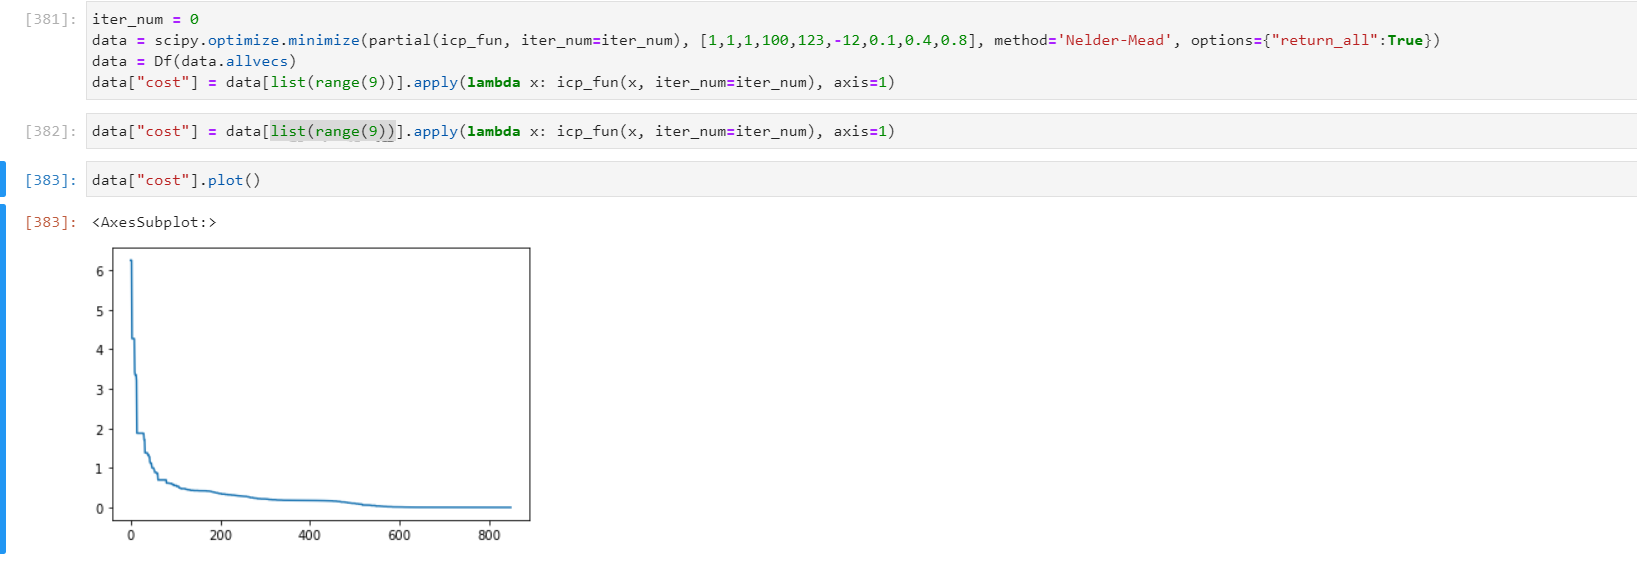 [381]: iter_num = 0
data = scipy.optimize.minimize(partial(icp_fun, iter_num=iter_num), [1,1,1,100,123,-12,0.1,0.4,0.8], method='Nelder-Mead', options={"return_all":True})
data = Df(data.allvecs)
data["cost"] = data[list(range(9))].apply(lambda x: icp_fun(x, iter_num=iter_num), axis=1)
[382]: data["cost"] = data[list(range(9))].apply(lambda x: icp_fun(x, iter_num=iter_num), axis=1)
[383]: data["cost"].plot()
[383]: <AxesSubplot:>
6
5
4
3
2
1
0
0 200 400 600 800